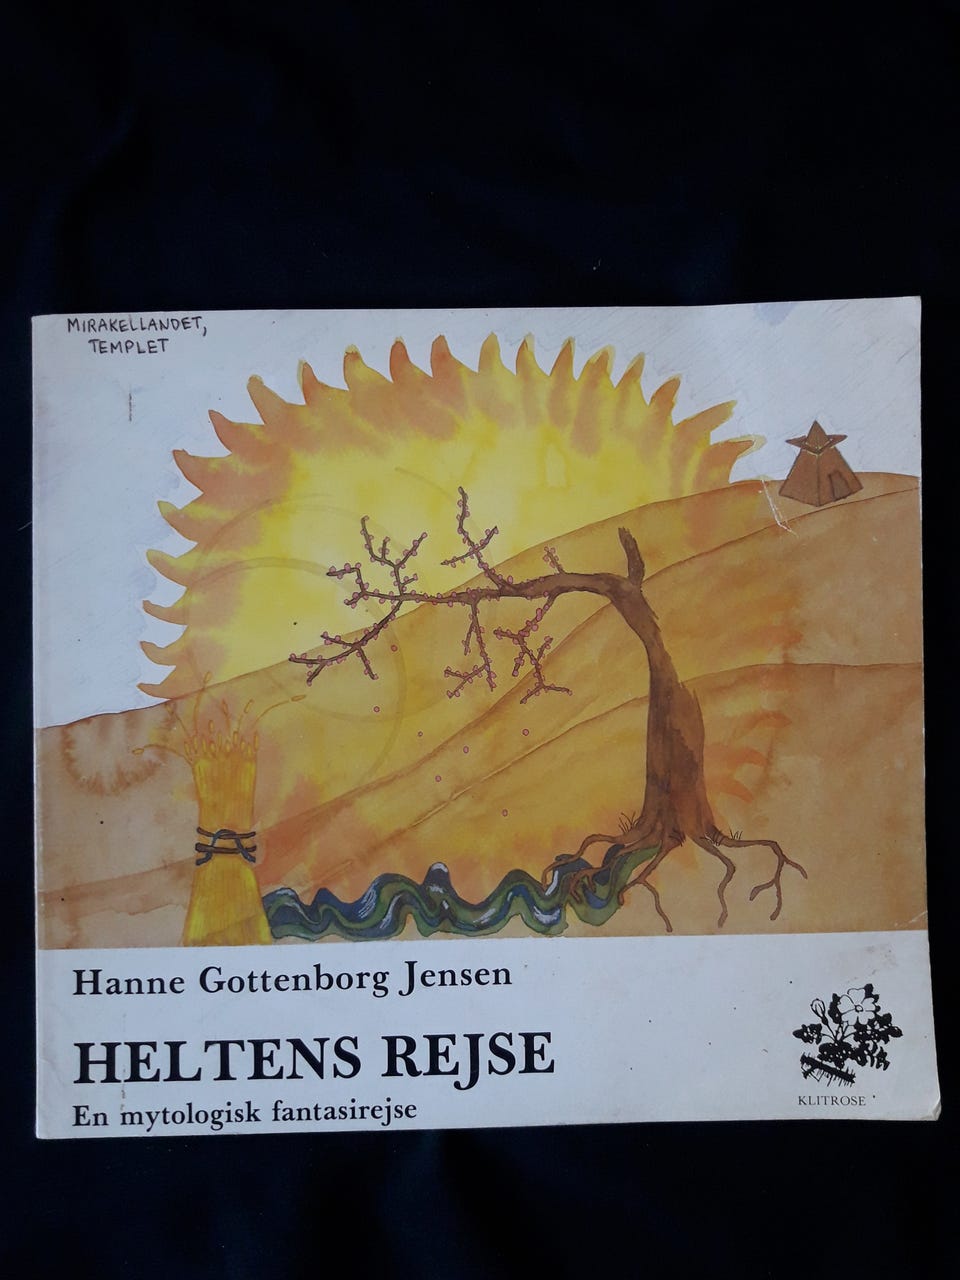 MIRAKELLANDET,
TEMPLET
Hanne Gottenborg Jensen
HELTENS REJSE
En mytologisk fantasirejse
KLITROSE